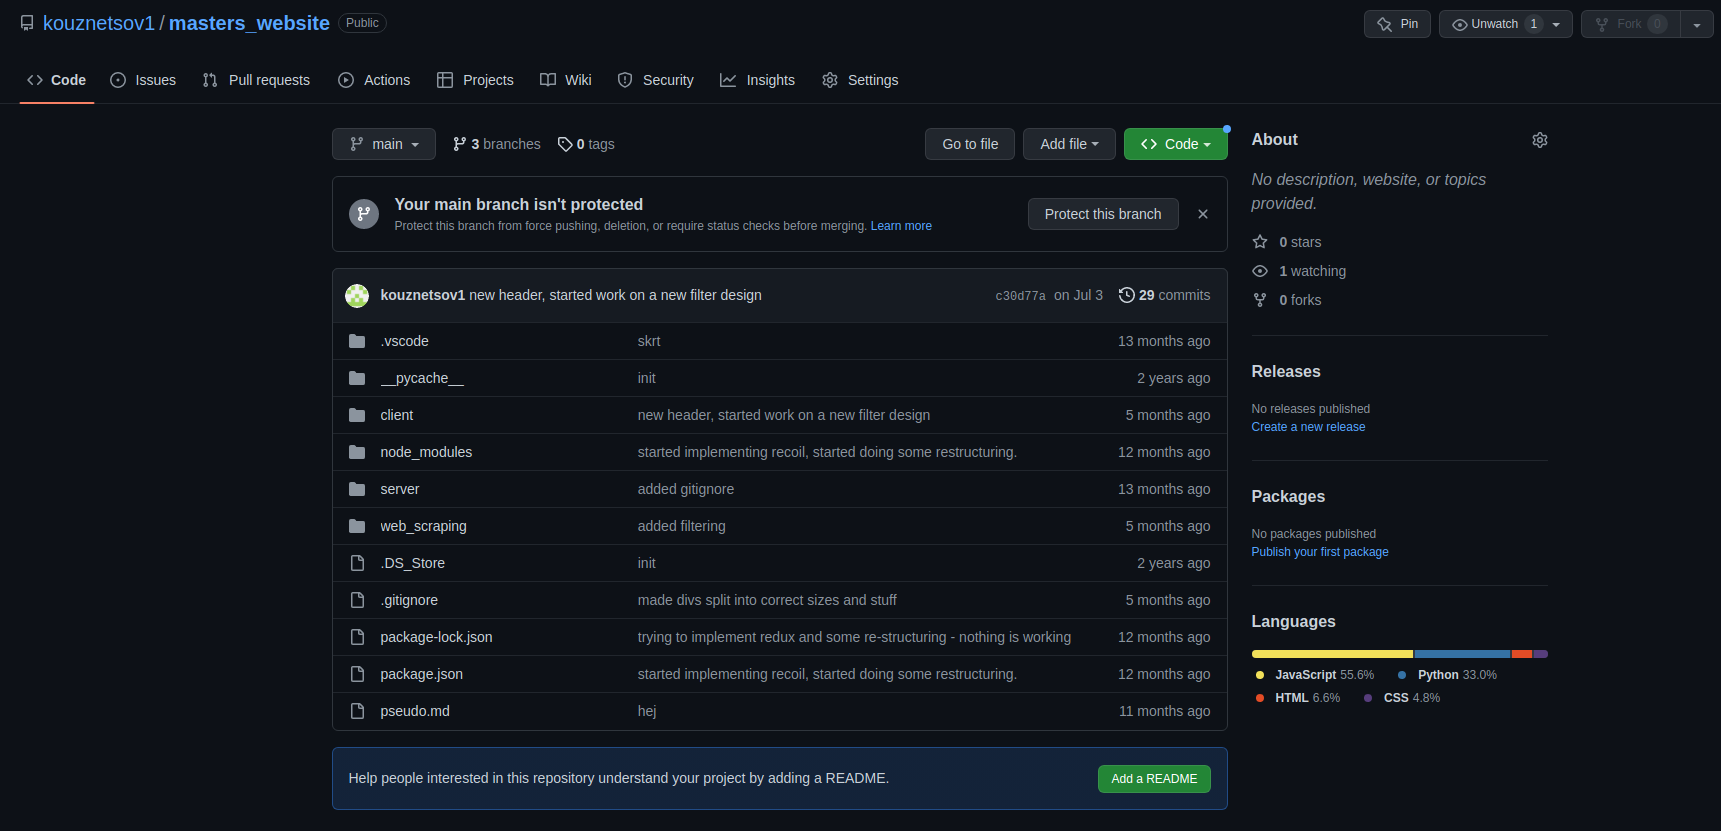 kouznetsov1 / masters_website Public
Pin
Unwatch 1
Fork 0
Code
Issues
Pull requests
Actions
Projects
Wiki
Security
Insights
Settings
main
3 branches
0 tags
Go to file
Add file
Code
Your main branch isn't protected
Protect this branch from force pushing, deletion, or require status checks before merging. Learn more
Protect this branch
kouznetsov1 new header, started work on a new filter design c30d77a on Jul 3 29 commits
.vscode skrt 13 months ago
__pycache__ init 2 years ago
client new header, started work on a new filter design 5 months ago
node_modules started implementing recoil, started doing some restructuring. 12 months ago
server added gitignore 13 months ago
web_scraping added filtering 5 months ago
.DS_Store init 2 years ago
.gitignore made divs split into correct sizes and stuff 5 months ago
package-lock.json trying to implement redux and some re-structuring - nothing is working 12 months ago
package.json started implementing recoil, started doing some restructuring. 12 months ago
pseudo.md hej 11 months ago
Help people interested in this repository understand your project by adding a README.
Add a README
About
No description, website, or topics
provided.
0 stars
1 watching
0 forks
Releases
No releases published
Create a new release
Packages
No packages published
Publish your first package
Languages
JavaScript 55.6% Python 33.0%
HTML 6.6% CSS 4.8%